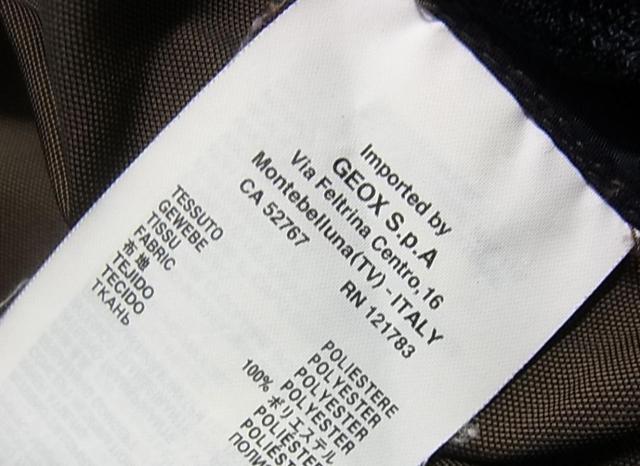 Imported by
GEOX S.p.A
Via Feltrina Centro, 16
Montebelluna(TV) - ITALY
CA 52767 RN 121783
TESSUTO
GEWEBE
TISSU
FABRIC
布地
TEJIDO
TECIDO
ТКАНЬ
100%
POLIESTERE
POLYESTER
POLYESTER
POLYESTER
ポリエステル
POLIÉSTER
POLIÉSTER